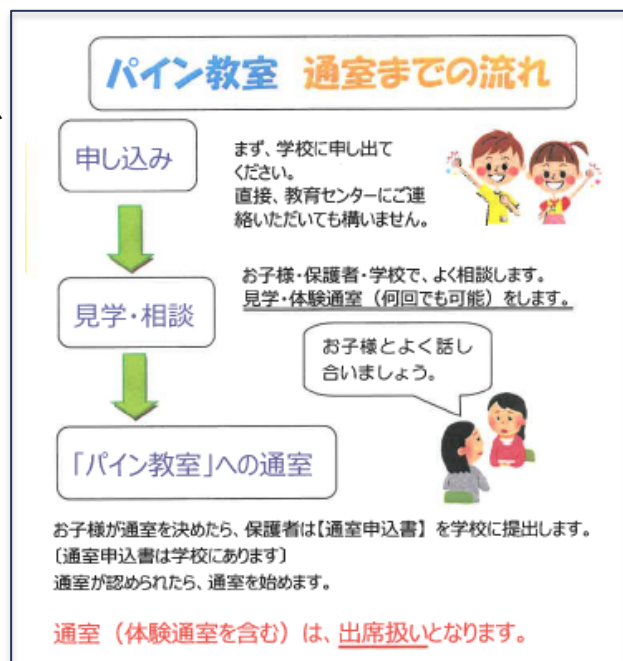 パイン教室 通室までの流れ
申し込み
まず、学校に申し出て
ください。
直接、教育センターにご連
絡いただいても構いません。
見学・相談
お子様・保護者・学校で、よく相談します。
見学・体験通室（何回でも可能）をします。
お子様とよく話し
合いましょう。
「パイン教室」への通室
お子様が通室を決めたら、保護者は【通室申込書】を学校に提出します。
〔通室申込書は学校にあります〕
通室が認められたら、通室を始めます。
通室（体験通室を含む）は、出席扱いとなります。